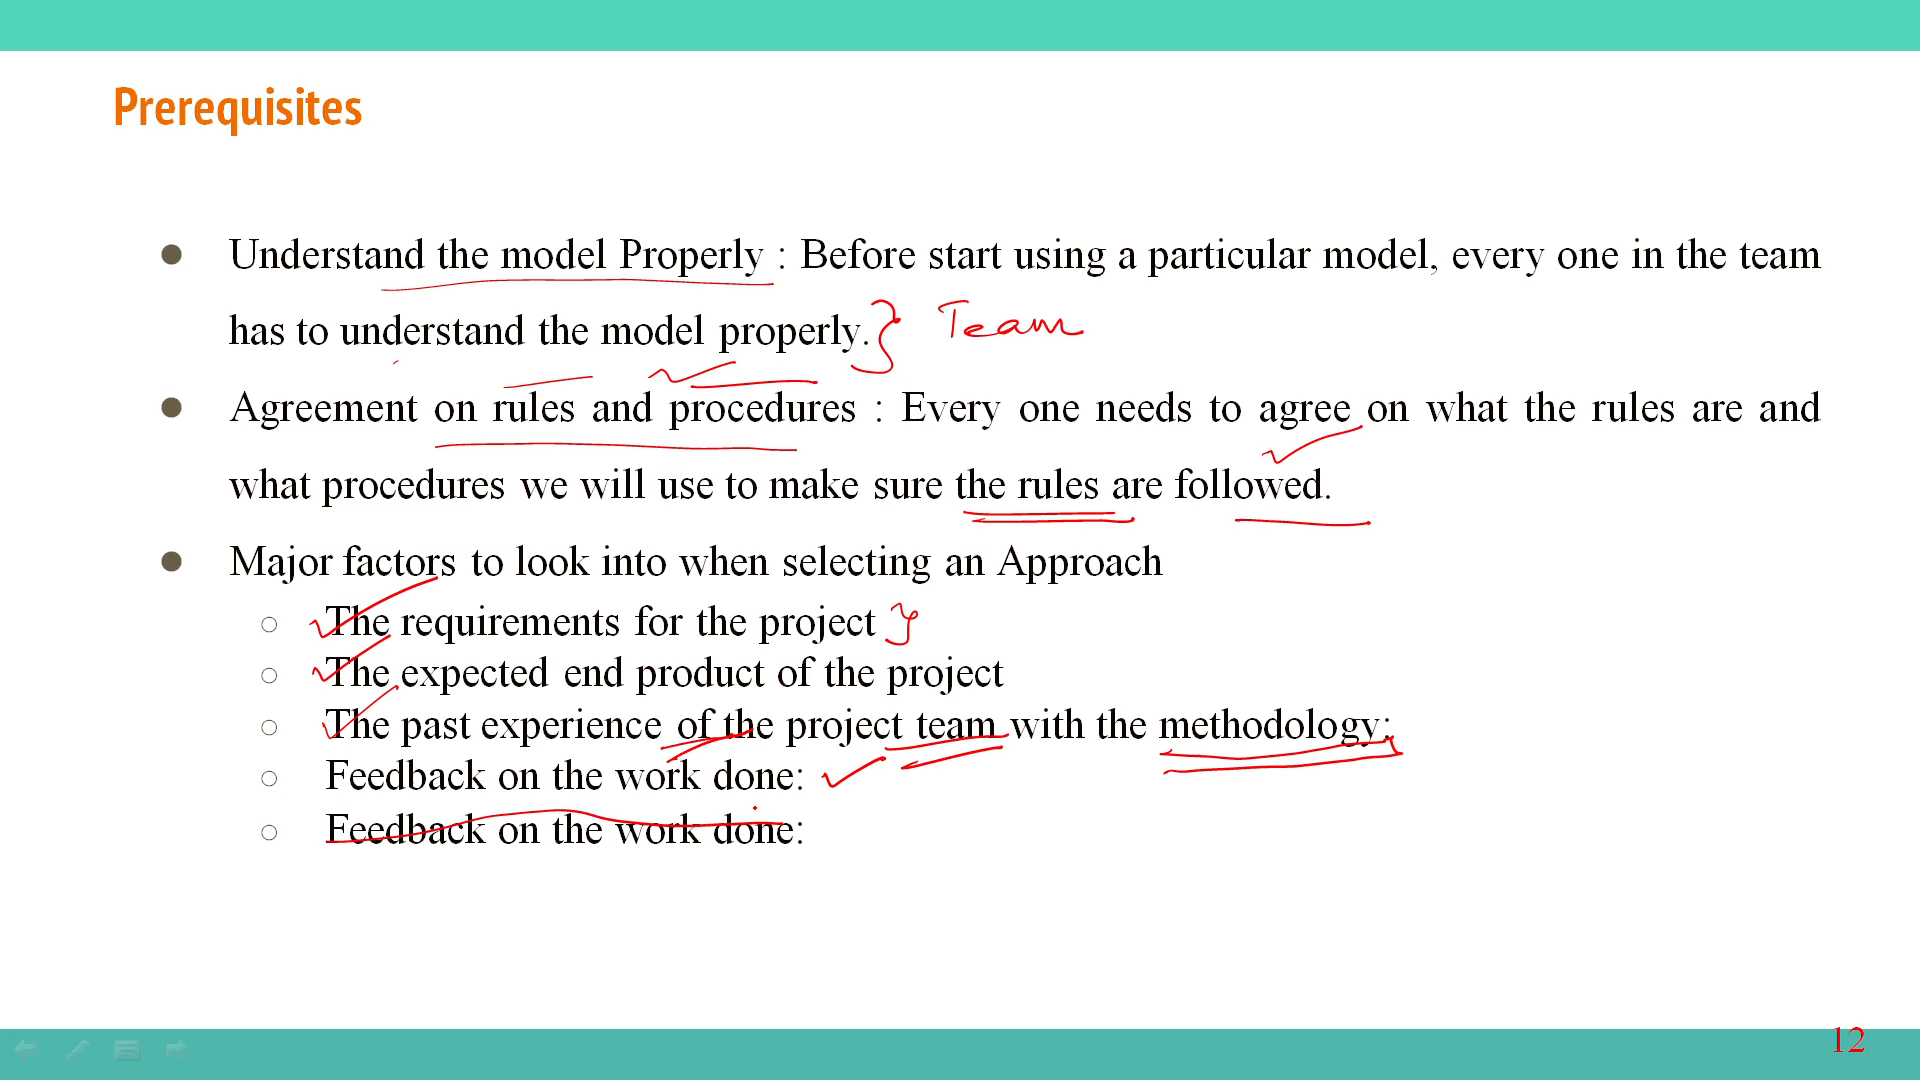 Prerequisites
Understand the model Properly : Before start using a particular model, every one in the team
has to understand the model properly. Team
Agreement on rules and procedures : Every one needs to agree on what the rules are and
what procedures we will use to make sure the rules are followed.
Major factors to look into when selecting an Approach
The requirements for the project
The expected end product of the project
The past experience of the project team with the methodology:
Feedback on the work done:
Feedback on the work done:
12